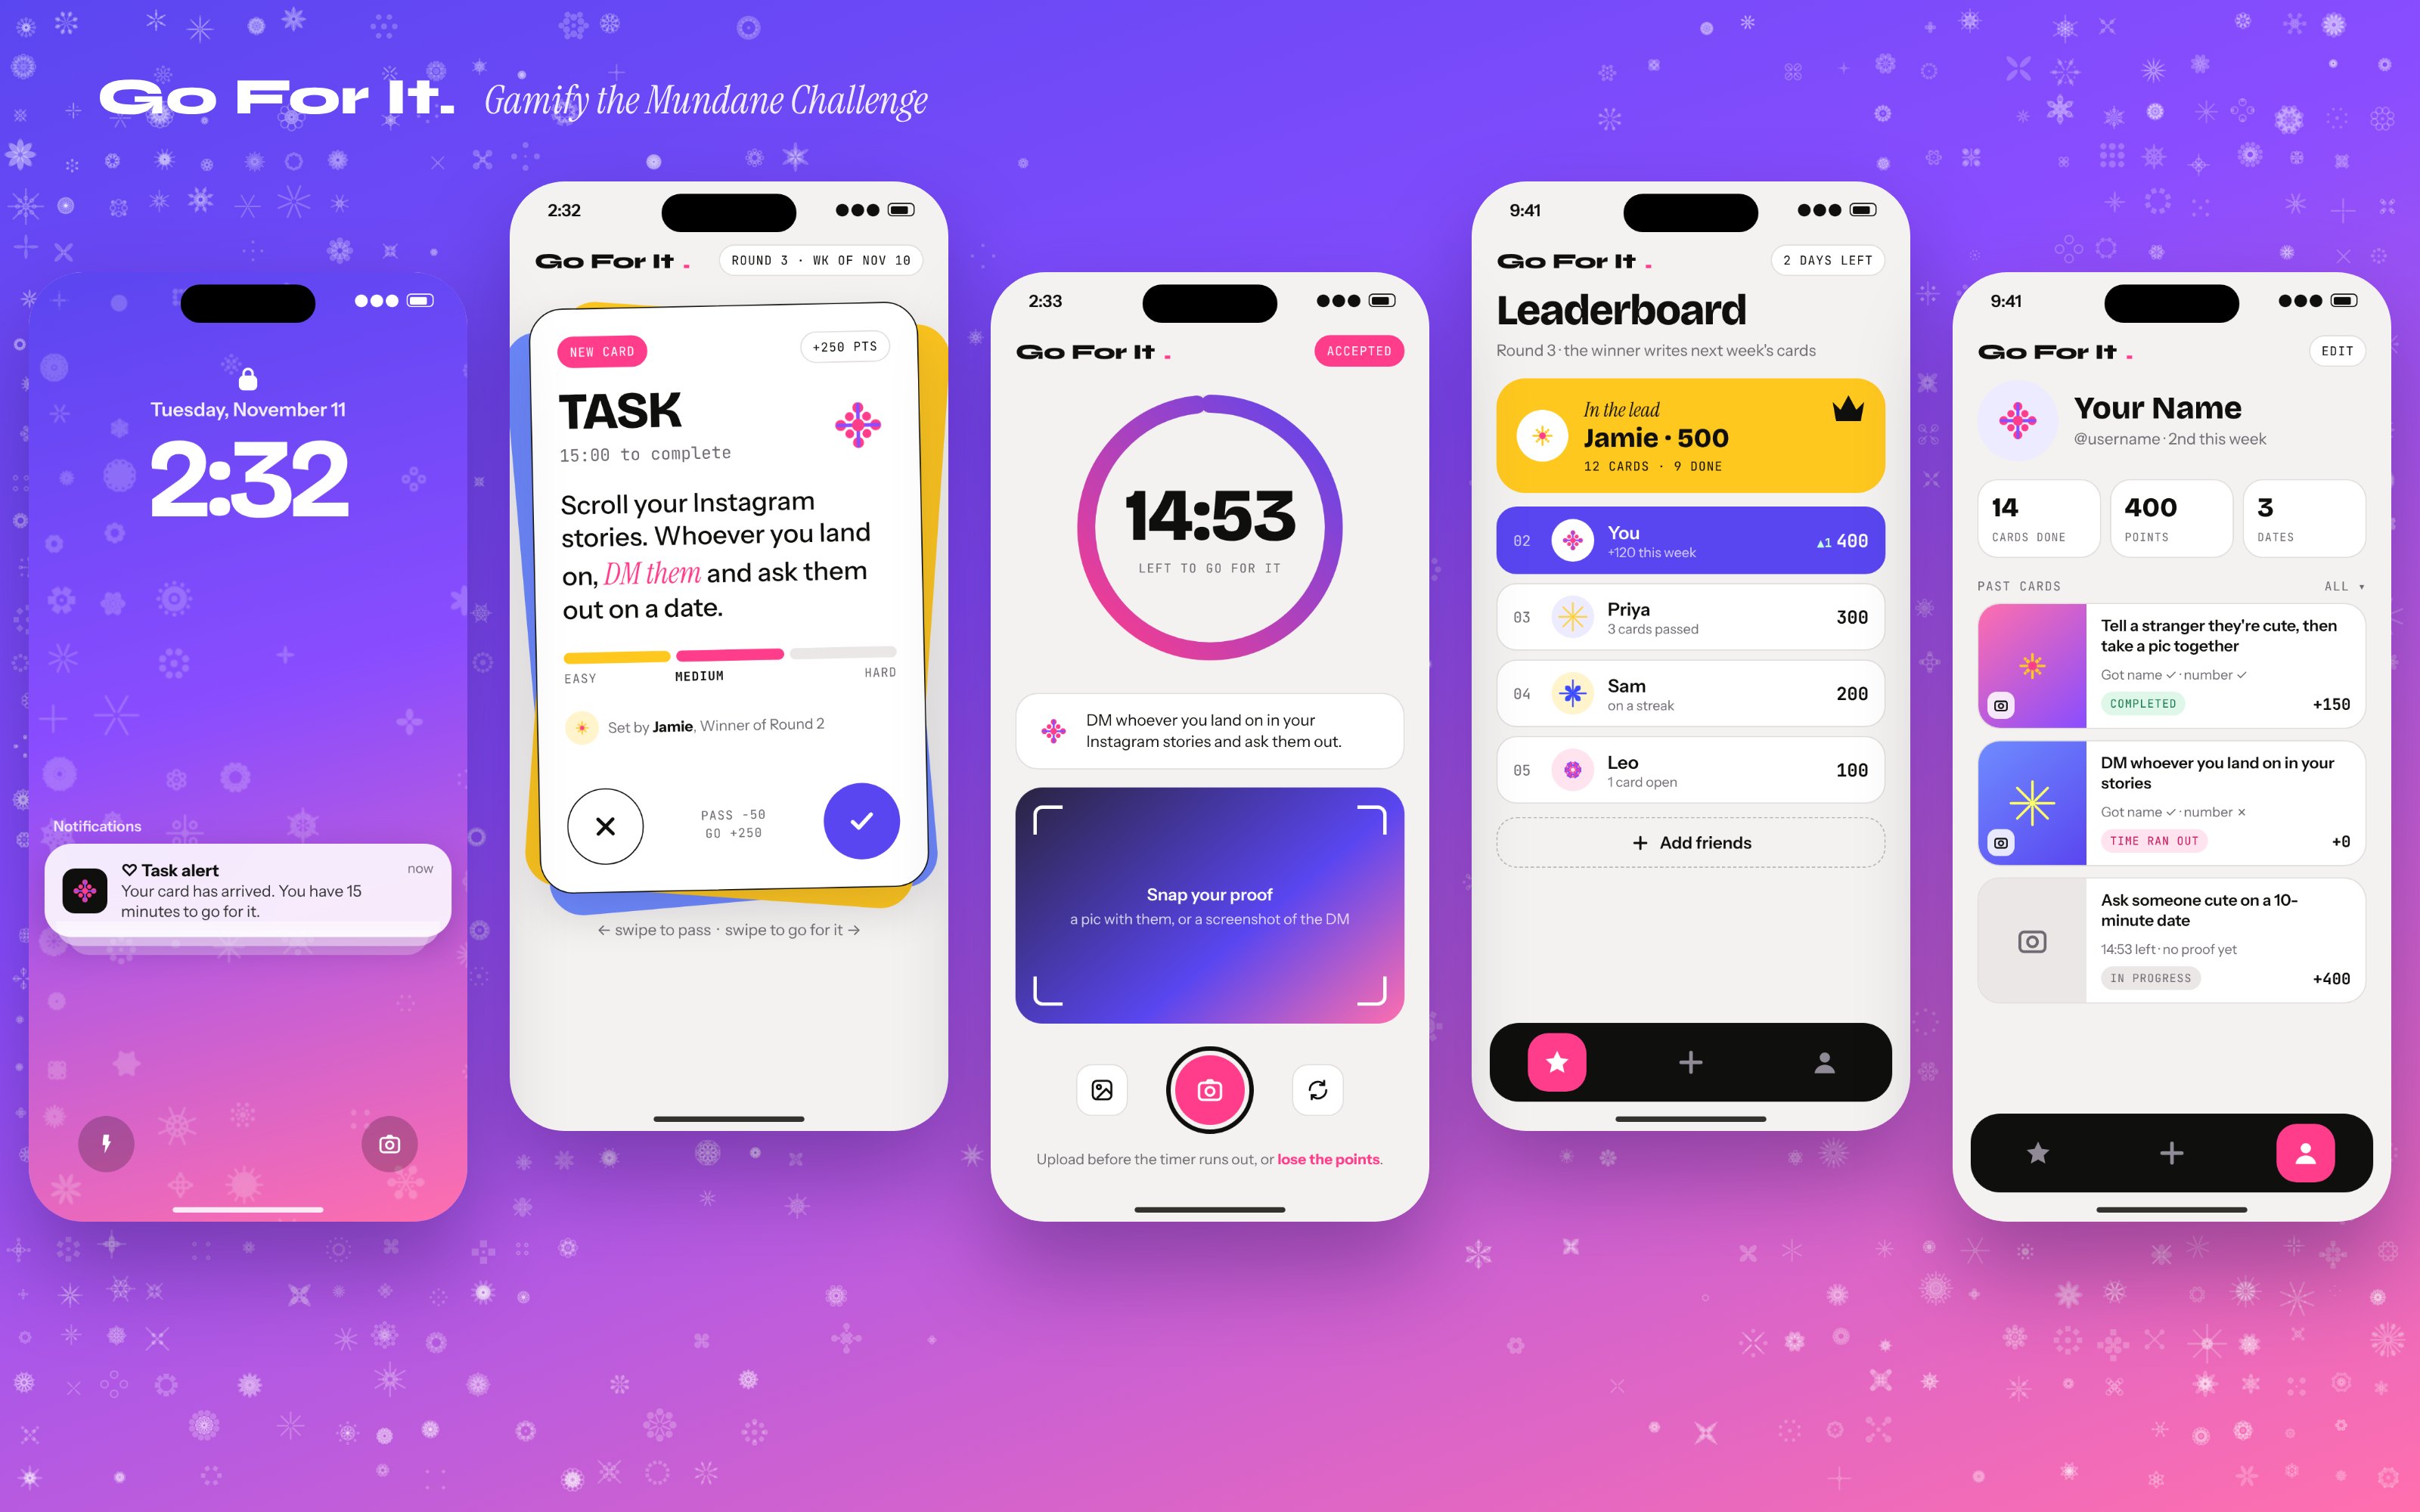 Go For It. Gamify the Mundane Challenge
Tuesday, November 11
2:32
Notifications
♡ Task alert
now
Your card has arrived. You have 15
minutes to go for it.
2:32
Go For It .
ROUND 3 · WK OF NOV 10
NEW CARD
+250 PTS
TASK
15:00 to complete
Scroll your Instagram
stories. Whoever you land
on, DM them and ask them
out on a date.
EASY
MEDIUM
HARD
Set by Jamie, Winner of Round 2
PASS -50
GO +250
← swipe to pass · swipe to go for it →
2:33
Go For It .
ACCEPTED
14:53
LEFT TO GO FOR IT
DM whoever you land on in your
Instagram stories and ask them out.
Snap your proof
a pic with them, or a screenshot of the DM
Upload before the timer runs out, or lose the points.
9:41
Go For It .
2 DAYS LEFT
Leaderboard
Round 3 · the winner writes next week's cards
In the lead
Jamie · 500
12 CARDS · 9 DONE
02
You
+120 this week
▲1 400
03
Priya
3 cards passed
300
04
Sam
on a streak
200
05
Leo
1 card open
100
+ Add friends
9:41
Go For It .
EDIT
Your Name
@username · 2nd this week
14
CARDS DONE
400
POINTS
3
DATES
PAST CARDS
ALL ▾
Tell a stranger they're cute, then
take a pic together
Got name ✓ · number ✓
COMPLETED
+150
DM whoever you land on in your
stories
Got name ✓ · number ×
TIME RAN OUT
+0
Ask someone cute on a 10-
minute date
14:53 left · no proof yet
IN PROGRESS
+400